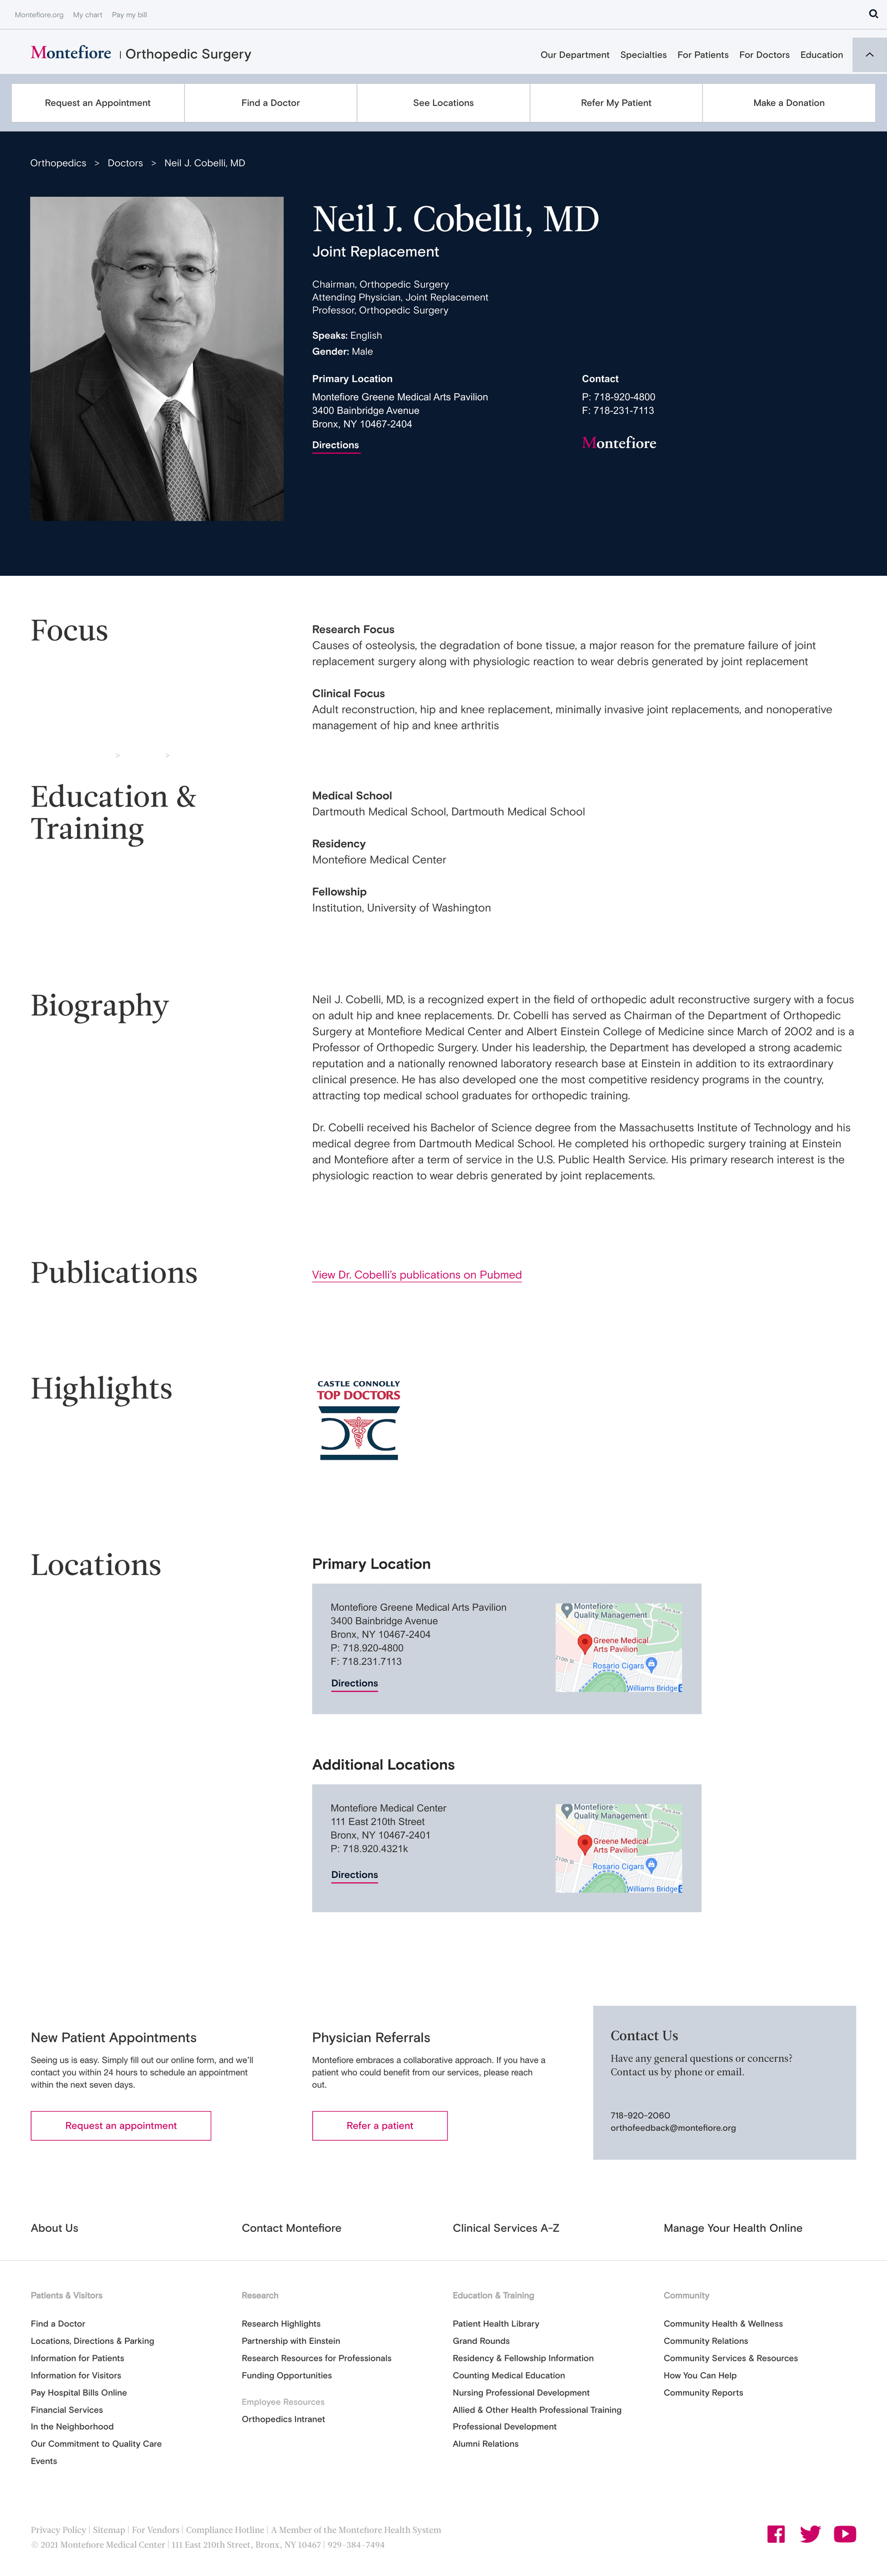 Montefiore.org My chart Pay my bill
Montefiore | Orthopedic Surgery
Our Department Specialties For Patients For Doctors Education
Request an Appointment
Find a Doctor
See Locations
Refer My Patient
Make a Donation
Orthopedics > Doctors > Neil J. Cobelli, MD
Neil J. Cobelli, MD
Joint Replacement
Chairman, Orthopedic Surgery
Attending Physician, Joint Replacement
Professor, Orthopedic Surgery
Speaks: English
Gender: Male
Primary Location
Montefiore Greene Medical Arts Pavilion
3400 Bainbridge Avenue
Bronx, NY 10467-2404
Directions
Contact
P: 718-920-4800
F: 718-231-7113
Montefiore
Focus
Research Focus
Causes of osteolysis, the degradation of bone tissue, a major reason for the premature failure of joint
replacement surgery along with physiologic reaction to wear debris generated by joint replacement
Clinical Focus
Adult reconstruction, hip and knee replacement, minimally invasive joint replacements, and nonoperative
management of hip and knee arthritis
> >
Education &
Training
Medical School
Dartmouth Medical School, Dartmouth Medical School
Residency
Montefiore Medical Center
Fellowship
Institution, University of Washington
Biography
Neil J. Cobelli, MD, is a recognized expert in the field of orthopedic adult reconstructive surgery with a focus
on adult hip and knee replacements. Dr. Cobelli has served as Chairman of the Department of Orthopedic
Surgery at Montefiore Medical Center and Albert Einstein College of Medicine since March of 2002 and is a
Professor of Orthopedic Surgery. Under his leadership, the Department has developed a strong academic
reputation and a nationally renowned laboratory research base at Einstein in addition to its extraordinary
clinical presence. He has also developed one the most competitive residency programs in the country,
attracting top medical school graduates for orthopedic training.
Dr. Cobelli received his Bachelor of Science degree from the Massachusetts Institute of Technology and his
medical degree from Dartmouth Medical School. He completed his orthopedic surgery training at Einstein
and Montefiore after a term of service in the U.S. Public Health Service. His primary research interest is the
physiologic reaction to wear debris generated by joint replacements.
Publications
View Dr. Cobelli's publications on Pubmed
Highlights
CASTLE CONNOLLY
TOP DOCTORS
Locations
Primary Location
Montefiore Greene Medical Arts Pavilion
3400 Bainbridge Avenue
Bronx, NY 10467-2404
P: 718.920-4800
F: 718.231.7113
Directions
Montefiore -
Quality Management
Greene Medical
Arts Pavilion
210th St
Rosario Cigars
Williams Bridge
Additional Locations
Montefiore Medical Center
111 East 210th Street
Bronx, NY 10467-2401
P: 718.920.4321k
Directions
Montefiore -
Quality Management
Greene Medical
Arts Pavilion
210th St
Rosario Cigars
Williams Bridge
New Patient Appointments
Seeing us is easy. Simply fill out our online form, and we'll
contact you within 24 hours to schedule an appointment
within the next seven days.
Request an appointment
Physician Referrals
Montefiore embraces a collaborative approach. If you have a
patient who could benefit from our services, please reach
out.
Refer a patient
Contact Us
Have any general questions or concerns?
Contact us by phone or email.
718-920-2060
orthofeedback@montefiore.org
About Us
Contact Montefiore
Clinical Services A-Z
Manage Your Health Online
Patients & Visitors
Find a Doctor
Locations, Directions & Parking
Information for Patients
Information for Visitors
Pay Hospital Bills Online
Financial Services
In the Neighborhood
Our Commitment to Quality Care
Events
Research
Research Highlights
Partnership with Einstein
Research Resources for Professionals
Funding Opportunities
Employee Resources
Orthopedics Intranet
Education & Training
Patient Health Library
Grand Rounds
Residency & Fellowship Information
Counting Medical Education
Nursing Professional Development
Allied & Other Health Professional Training
Professional Development
Alumni Relations
Community
Community Health & Wellness
Community Relations
Community Services & Resources
How You Can Help
Community Reports
Privacy Policy | Sitemap | For Vendors | Compliance Hotline | A Member of the Montefiore Health System
© 2021 Montefiore Medical Center | 111 East 210th Street, Bronx, NY 10467 | 929-384-7494